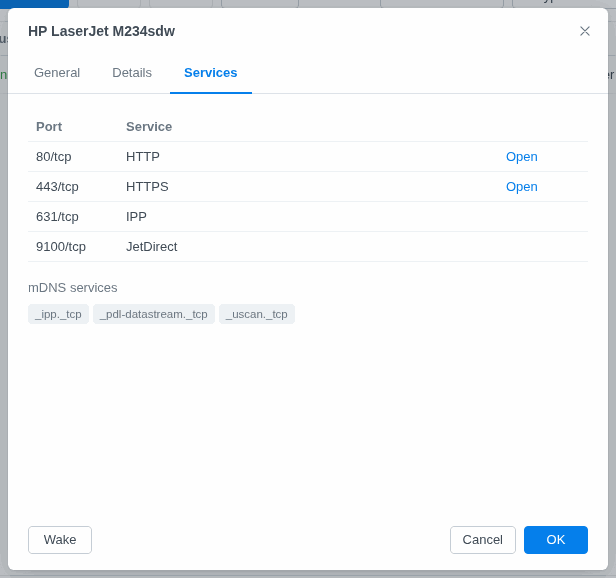 HP LaserJet M234sdw
General Details Services
Port Service
80/tcp HTTP Open
443/tcp HTTPS Open
631/tcp IPP
9100/tcp JetDirect
mDNS services
_ipp._tcp _pdl-datastream._tcp _uscan._tcp
Wake Cancel OK